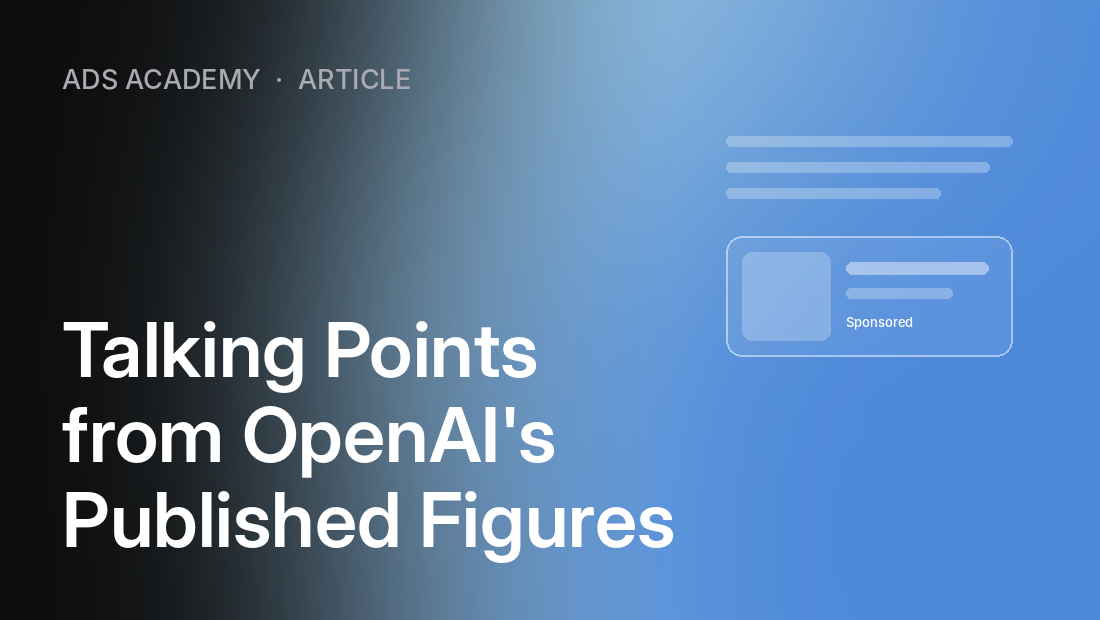 ADS ACADEMY · ARTICLE
Talking Points
from OpenAI's
Published Figures
Sponsored